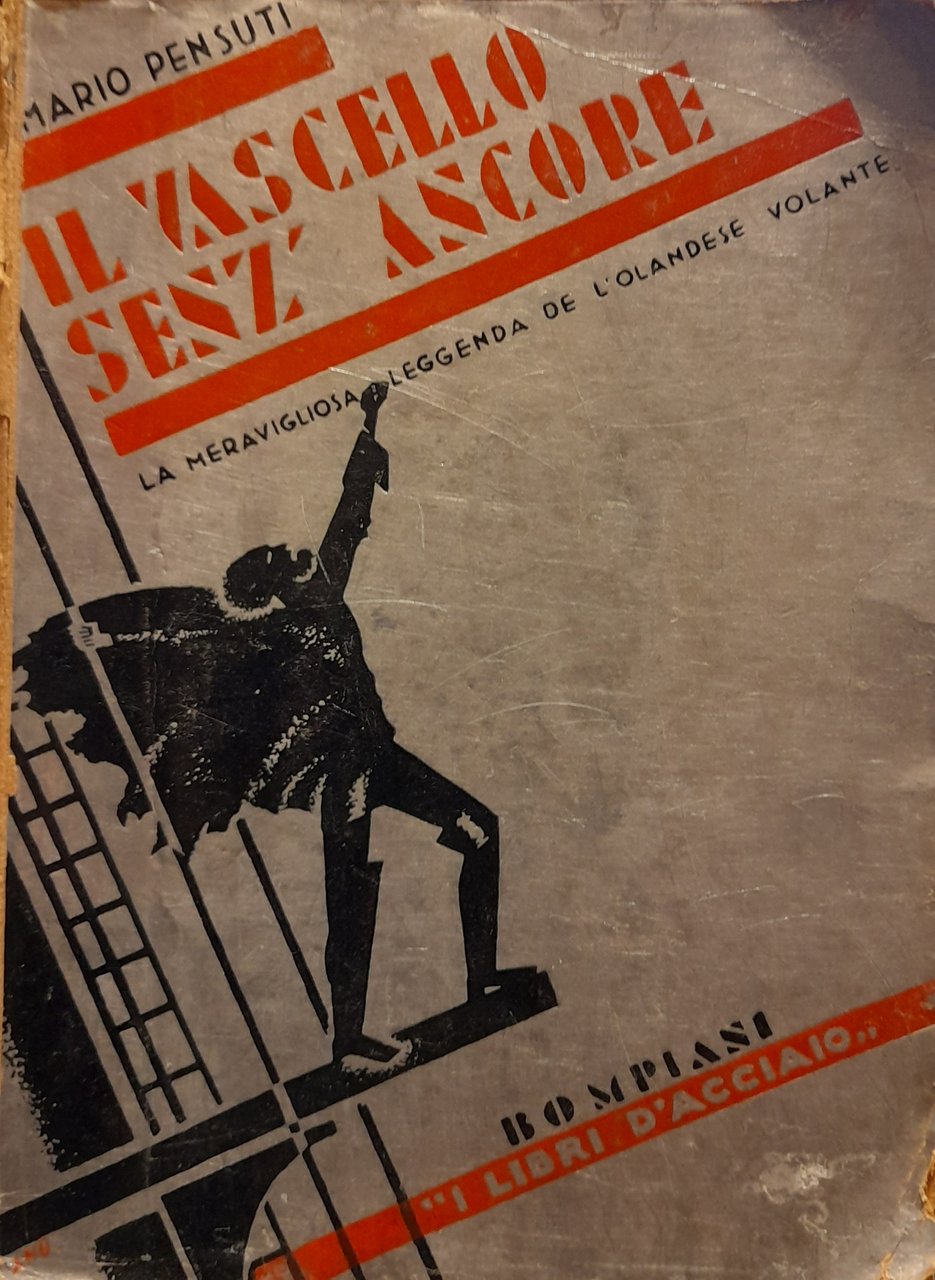 MARIO PENSUTI
IL VASCELLO
SENZ' ANCORE
LA MERAVIGLIOSA LEGGENDA DE L'OLANDESE VOLANTE
BOMPIANI
"I LIBRI D'ACCIAIO"